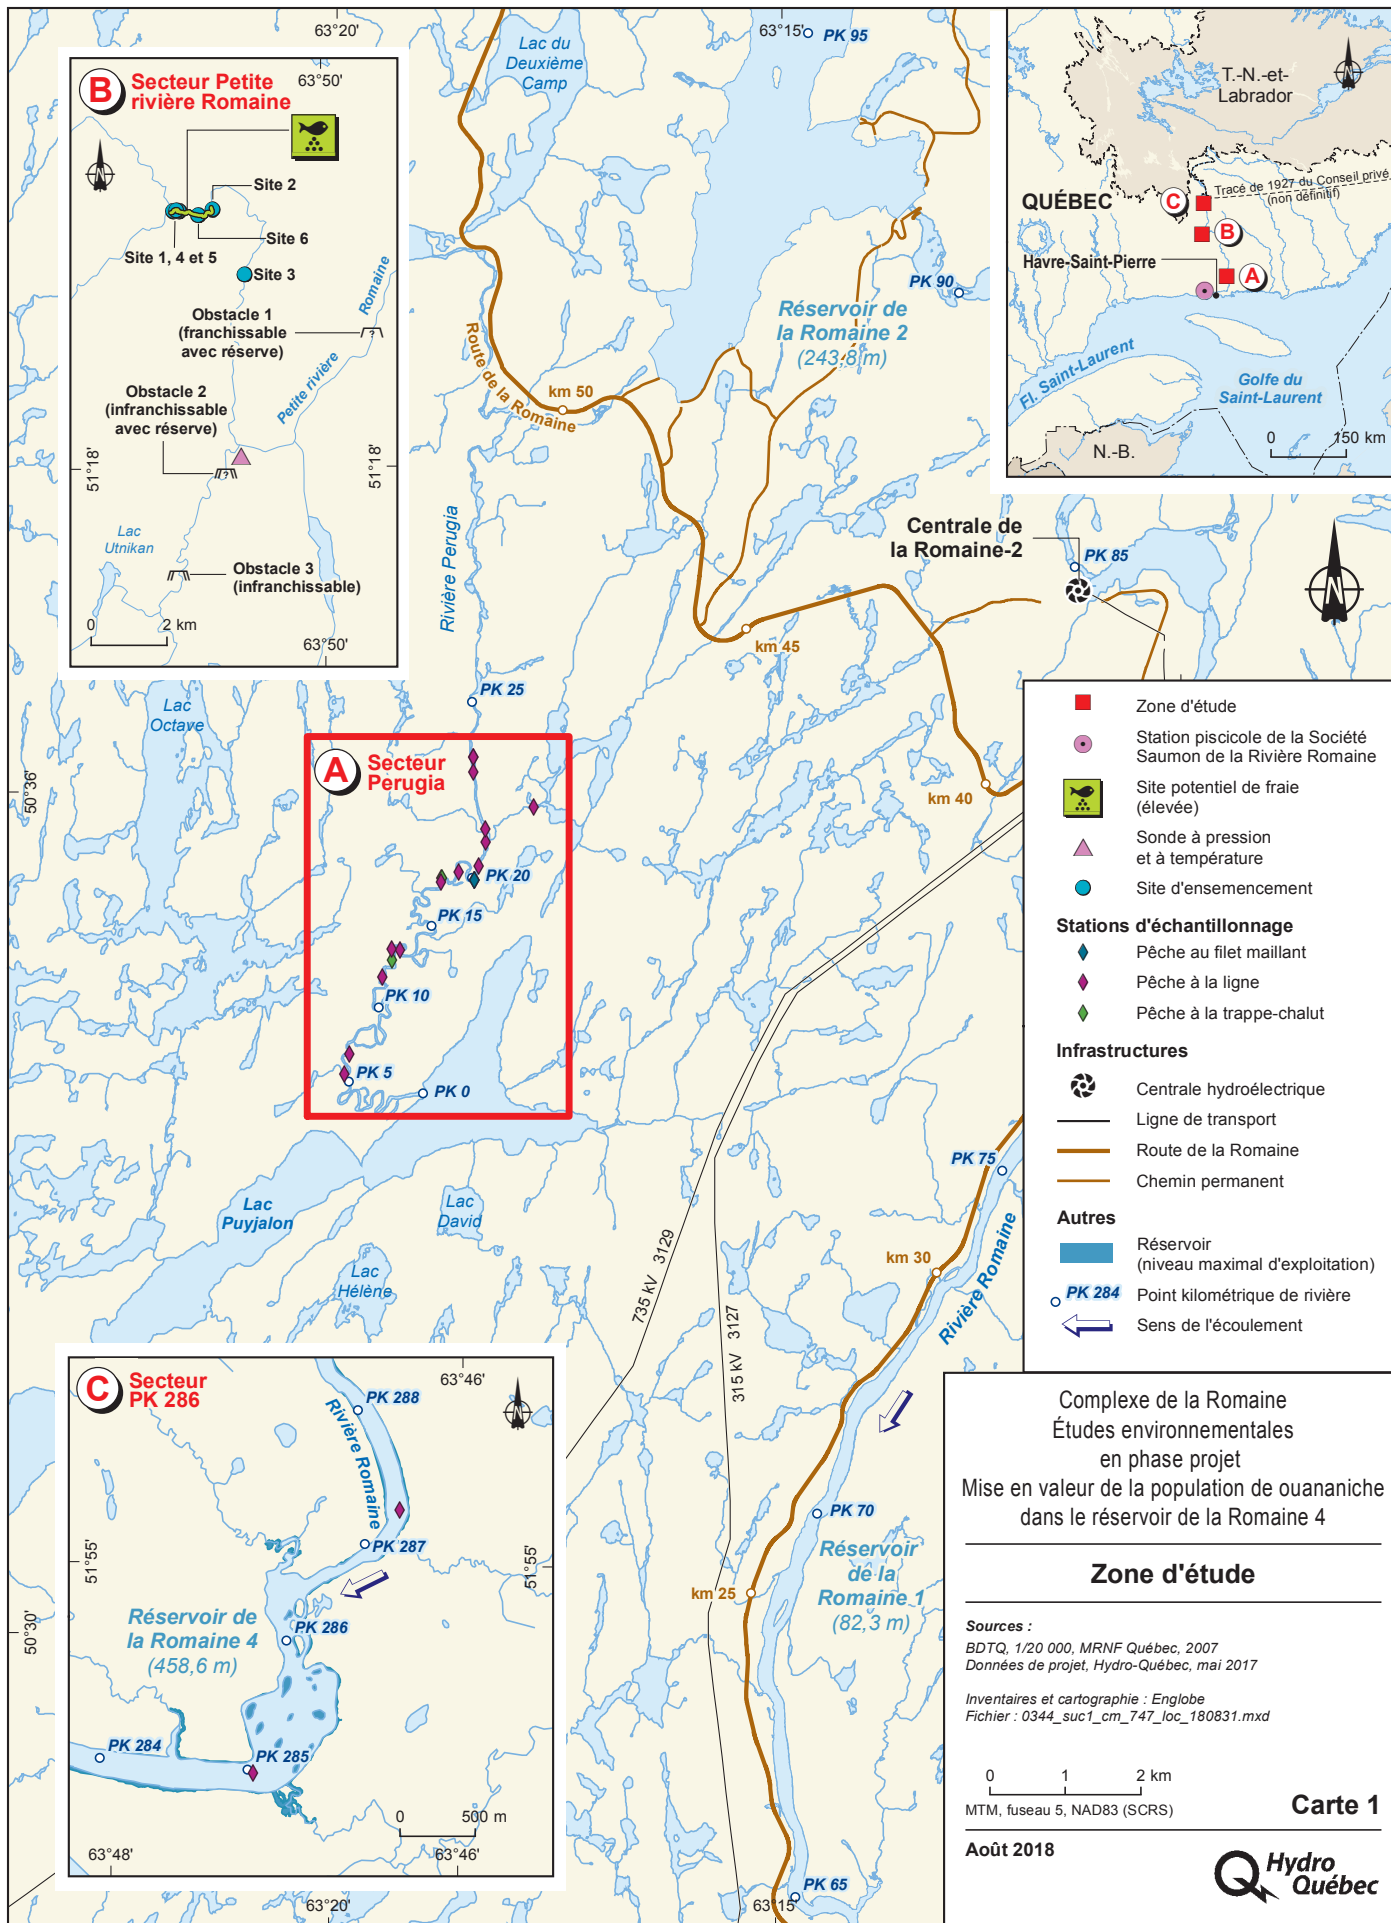 63°20'
63°15'
PK 95
Lac du
Deuxième
Camp
B
Secteur Petite
rivière Romaine
63°50'
Site 2
Site 6
Site 1, 4 et 5
Site 3
Romaine
Petite rivière
Obstacle 1
(franchissable
avec réserve)
Obstacle 2
(infranchissable
avec réserve)
51°18'
51°18'
Lac
Utnikan
Obstacle 3
(infranchissable)
0 2 km
63°50'
T.-N.-et-
Labrador
Tracé de 1927 du Conseil privé
(non définitif)
QUÉBEC
C
B
Havre-Saint-Pierre
A
Fl. Saint-Laurent
Golfe du
Saint-Laurent
0 150 km
N.-B.
PK 90
Réservoir de
la Romaine 2
(243,8 m)
Route de la Romaine
km 50
Rivière Perugia
Centrale de
la Romaine-2
PK 85
N
km 45
PK 25
Lac
Octave
50°36'
A
Secteur
Perugia
km 40
PK 20
PK 15
PK 10
PK 5
PK 0
Zone d'étude
Station piscicole de la Société
Saumon de la Rivière Romaine
Site potentiel de fraie
(élevée)
Sonde à pression
et à température
Site d'ensemencement
Stations d'échantillonnage
Pêche au filet maillant
Pêche à la ligne
Pêche à la trappe-chalut
Infrastructures
Centrale hydroélectrique
Ligne de transport
Route de la Romaine
Chemin permanent
Autres
Réservoir
(niveau maximal d'exploitation)
PK 284
Point kilométrique de rivière
Sens de l'écoulement
PK 75
Lac
Puyjalon
Lac
David
Lac
Hélène
735 kV 3129
315 kV 3127
km 30
Rivière Romaine
C
Secteur
PK 286
63°46'
PK 288
Rivière Romaine
PK 287
51°55'
51°55'
Réservoir de
la Romaine 4
(458,6 m)
PK 286
PK 284
PK 285
0 500 m
63°48'
63°46'
50°30'
PK 70
Réservoir
de la
Romaine 1
(82,3 m)
km 25
PK 65
63°20'
63°15'
Complexe de la Romaine
Études environnementales
en phase projet
Mise en valeur de la population de ouananiche
dans le réservoir de la Romaine 4
Zone d'étude
Sources :
BDTQ, 1/20 000, MRNF Québec, 2007
Données de projet, Hydro-Québec, mai 2017
Inventaires et cartographie : Englobe
Fichier : 0344_suc1_cm_747_loc_180831.mxd
0 1 2 km
MTM, fuseau 5, NAD83 (SCRS)
Carte 1
Août 2018
Hydro
Québec